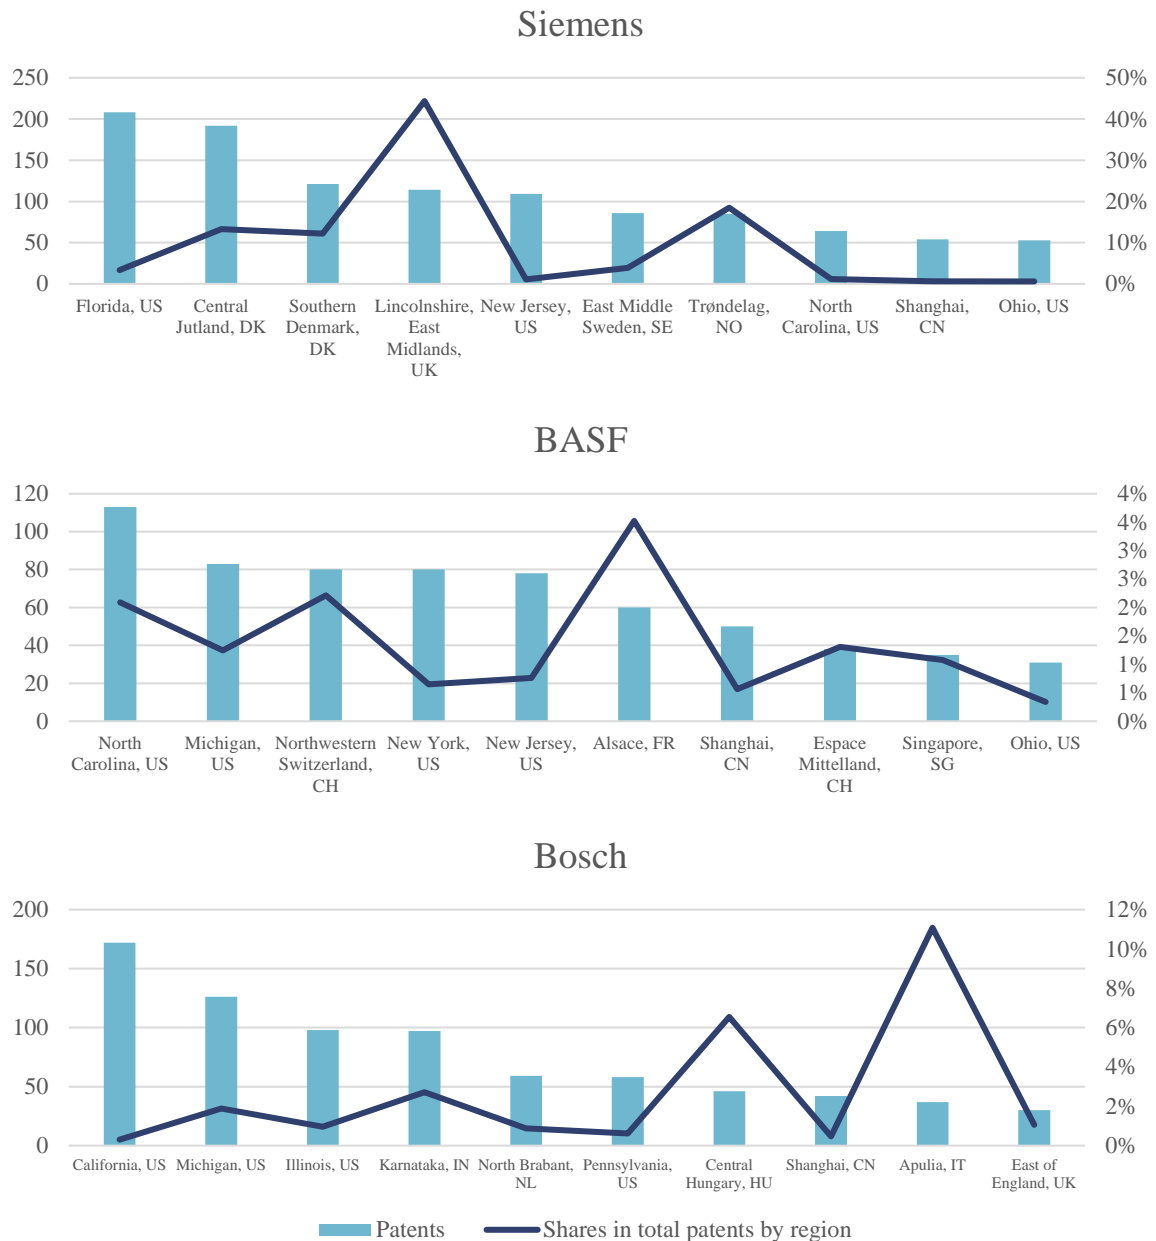 Siemens
250
200
150
100
50
0
50%
40%
30%
20%
10%
0%
Florida, US
Central
Jutland, DK
Southern
Denmark,
DK
Lincolnshire,
East
Midlands,
UK
New Jersey,
US
East Middle
Sweden, SE
Trøndelag,
NO
North
Carolina, US
Shanghai,
CN
Ohio, US
BASF
120
100
80
60
40
20
0
4%
4%
3%
3%
2%
2%
1%
1%
0%
North
Carolina, US
Michigan,
US
Northwestern
Switzerland,
CH
New York,
US
New Jersey,
US
Alsace, FR
Shanghai,
CN
Espace
Mittelland,
CH
Singapore,
SG
Ohio, US
Bosch
200
150
100
50
0
12%
10%
8%
6%
4%
2%
0%
California, US
Michigan, US
Illinois, US
Karnataka, IN
North Brabant,
NL
Pennsylvania,
US
Central
Hungary, HU
Shanghai, CN
Apulia, IT
East of
England, UK
Patents
Shares in total patents by region